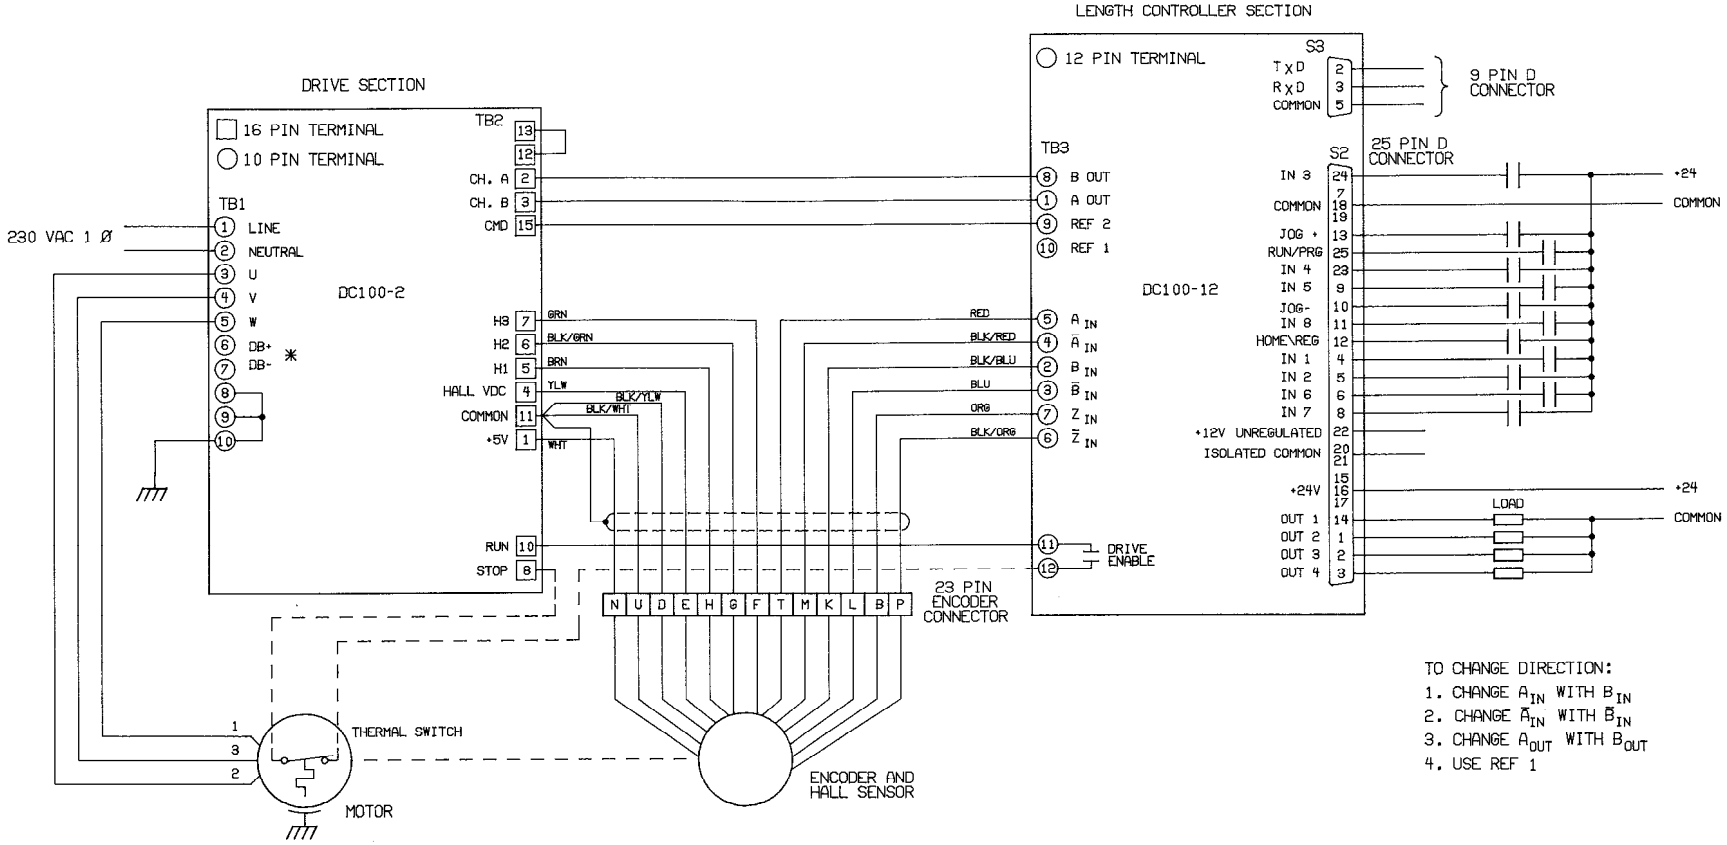 LENGTH CONTROLLER SECTION
DRIVE SECTION
16 PIN TERMINAL
10 PIN TERMINAL
TB1
230 VAC 1 Ø
1 LINE
2 NEUTRAL
3 U
4 V
5 W
6 DB+
7 DB- *
8
9
10
DC100-2
TB2
13
12
CH. A 2
CH. B 3
CMD 15
H3 7 GRN
H2 6 BLK/GRN
H1 5 BRN
HALL VDC 4 YLW
BLK/YLW
COMMON 11 BLK/WHT
+5V 1 WHT
RUN 10
STOP 8
12 PIN TERMINAL
TB3
8 B OUT
1 A OUT
9 REF 2
10 REF 1
DC100-12
RED 5 A IN
BLK/RED 4 A̅ IN
BLK/BLU 2 B IN
BLU 3 B̅ IN
ORG 7 Z IN
BLK/ORG 6 Z̅ IN
11
12
DRIVE
ENABLE
S3
TXD 2
RXD 3
COMMON 5
9 PIN D
CONNECTOR
25 PIN D
CONNECTOR
S2
IN 3 24 +24
7
COMMON 18 COMMON
19
JOG + 13
RUN/PRG 25
IN 4 23
IN 5 9
JOG- 10
IN 8 11
HOME\REG 12
IN 1 4
IN 2 5
IN 6 6
IN 7 8
+12V UNREGULATED 22
ISOLATED COMMON 20
21
15
+24V 16 +24
17
LOAD
OUT 1 14 COMMON
OUT 2 1
OUT 3 2
OUT 4 3
N U D E H G F T M K L B P
23 PIN
ENCODER
CONNECTOR
1
3
2
THERMAL SWITCH
MOTOR
ENCODER AND
HALL SENSOR
TO CHANGE DIRECTION:
1. CHANGE A IN WITH B IN
2. CHANGE A̅ IN WITH B̅ IN
3. CHANGE A OUT WITH B OUT
4. USE REF 1